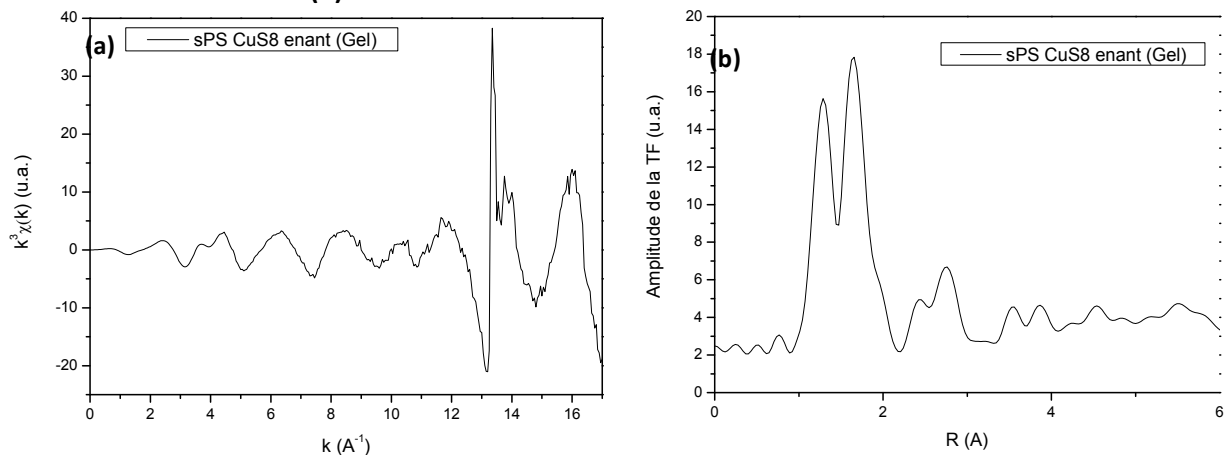 (a)
sPS CuS8 enant (Gel)
40
30
20
10
0
-10
-20
k³χ(k) (u.a.)
0 2 4 6 8 10 12 14 16
k (A⁻¹)
(b)
sPS CuS8 enant (Gel)
20
18
16
14
12
10
8
6
4
2
0
Amplitude de la TF (u.a.)
0 2 4 6
R (A)